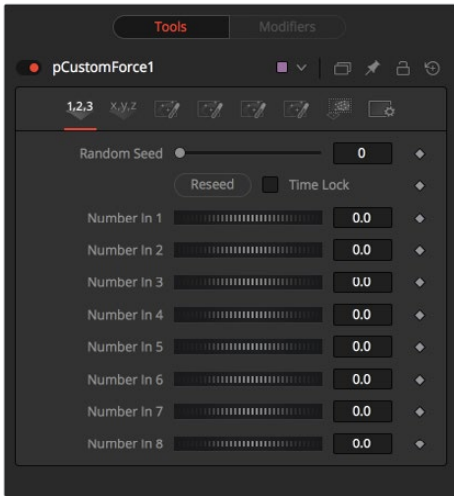 Tools Modifiers
pCustomForce1
1,2,3 x,y,z
Random Seed 0
Reseed Time Lock
Number In 1 0.0
Number In 2 0.0
Number In 3 0.0
Number In 4 0.0
Number In 5 0.0
Number In 6 0.0
Number In 7 0.0
Number In 8 0.0